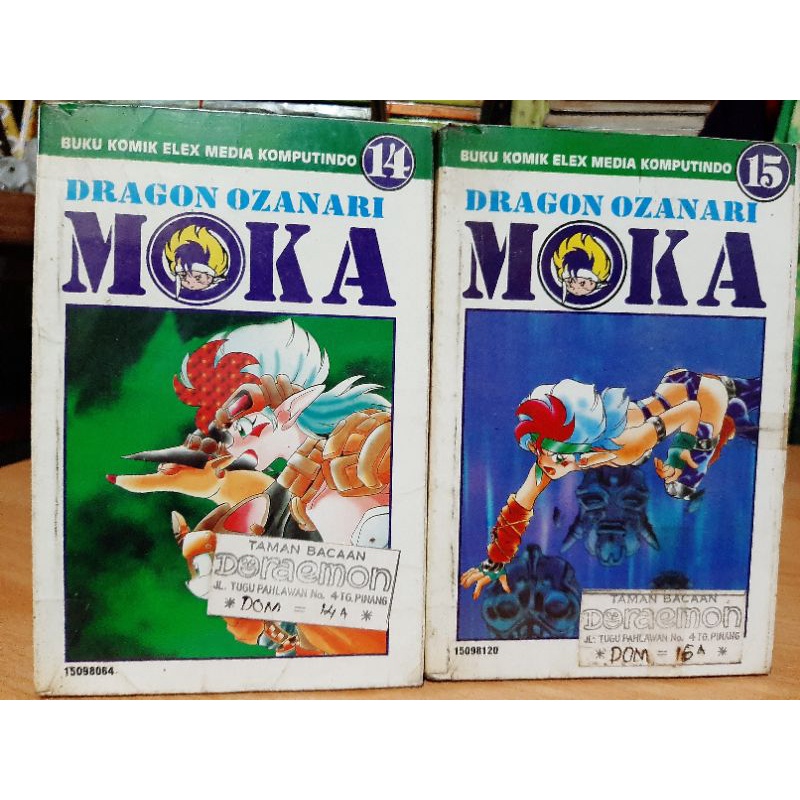 BUKU KOMIK ELEX MEDIA KOMPUTINDO 14
DRAGON OZANARI
MOKA
TAMAN BACAAN
Doraemon
JL. TUGU PAHLAWAN No. 4 TG. PINANG
* DOM = 14A *
15098064
BUKU KOMIK ELEX MEDIA KOMPUTINDO 15
DRAGON OZANARI
MOKA
TAMAN BACAAN
Doraemon
JL. TUGU PAHLAWAN No. 4 TG. PINANG
* DOM = 15A *
15098120